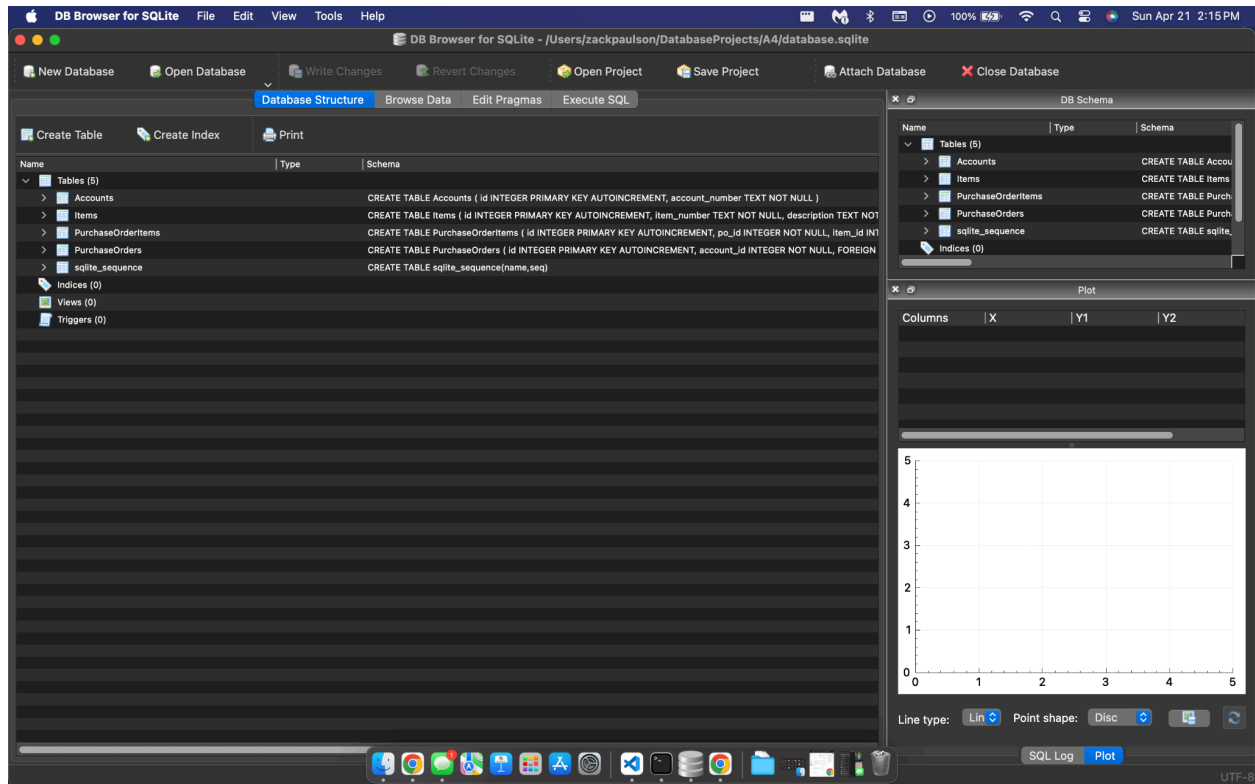 DB Browser for SQLite File Edit View Tools Help 100% Sun Apr 21 2:15 PM
DB Browser for SQLite - /Users/zackpaulson/DatabaseProjects/A4/database.sqlite
New Database Open Database Write Changes Revert Changes Open Project Save Project Attach Database Close Database
Database Structure Browse Data Edit Pragmas Execute SQL
Create Table Create Index Print
Name Type Schema
Tables (5)
Accounts CREATE TABLE Accounts ( id INTEGER PRIMARY KEY AUTOINCREMENT, account_number TEXT NOT NULL )
Items CREATE TABLE Items ( id INTEGER PRIMARY KEY AUTOINCREMENT, item_number TEXT NOT NULL, description TEXT NOT
PurchaseOrderItems CREATE TABLE PurchaseOrderItems ( id INTEGER PRIMARY KEY AUTOINCREMENT, po_id INTEGER NOT NULL, item_id INT
PurchaseOrders CREATE TABLE PurchaseOrders ( id INTEGER PRIMARY KEY AUTOINCREMENT, account_id INTEGER NOT NULL, FOREIGN
sqlite_sequence CREATE TABLE sqlite_sequence(name,seq)
Indices (0)
Views (0)
Triggers (0)
DB Schema
Name Type Schema
Tables (5)
Accounts CREATE TABLE Accou
Items CREATE TABLE Items
PurchaseOrderItems CREATE TABLE Purch
PurchaseOrders CREATE TABLE Purch
sqlite_sequence CREATE TABLE sqlite_
Indices (0)
Plot
Columns X Y1 Y2
5
4
3
2
1
0
0 1 2 3 4 5
Line type: Lin Point shape: Disc
SQL Log Plot
UTF-8